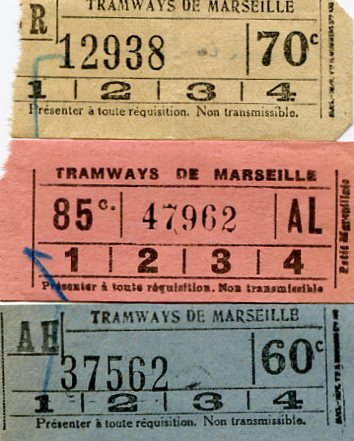 TRAMWAYS DE MARSEILLE
R 12938 70c
1 2 3 4
Présenter à toute réquisition. Non transmissible.
TRAMWAYS DE MARSEILLE
85c. 47962 AL
1 2 3 4
Présenter à toute réquisition. Non transmissible
TRAMWAYS DE MARSEILLE
AH 37562 60c
1 2 3 4
Présenter à toute réquisition. Non transmissible.